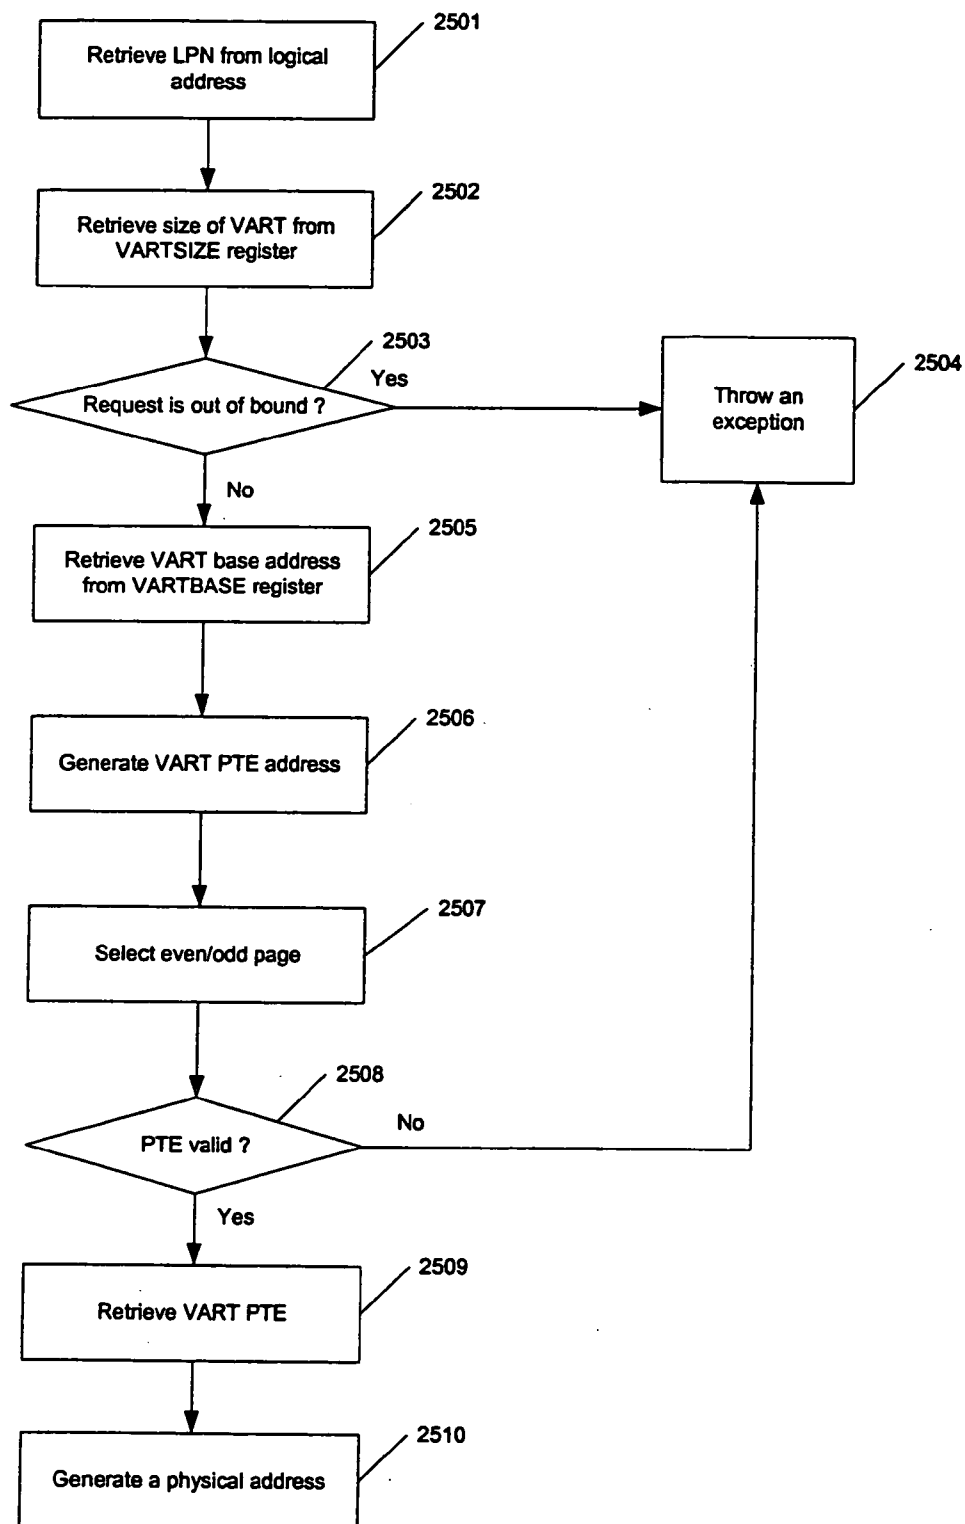 2501
Retrieve LPN from logical
address
2502
Retrieve size of VART from
VARTSIZE register
2503
Yes
Request is out of bound ?
2504
Throw an
exception
No
2505
Retrieve VART base address
from VARTBASE register
2506
Generate VART PTE address
2507
Select even/odd page
2508
No
PTE valid ?
Yes
2509
Retrieve VART PTE
2510
Generate a physical address